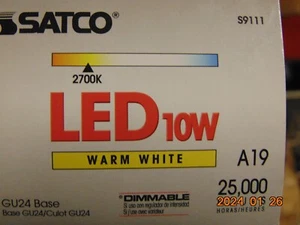 SATCO
S9111
2700K
LED 10W
WARM WHITE
A19
GU24 Base
Base GU24/Culot GU24
DIMMABLE
25,000
HORAS/HEURES
2024 01 26